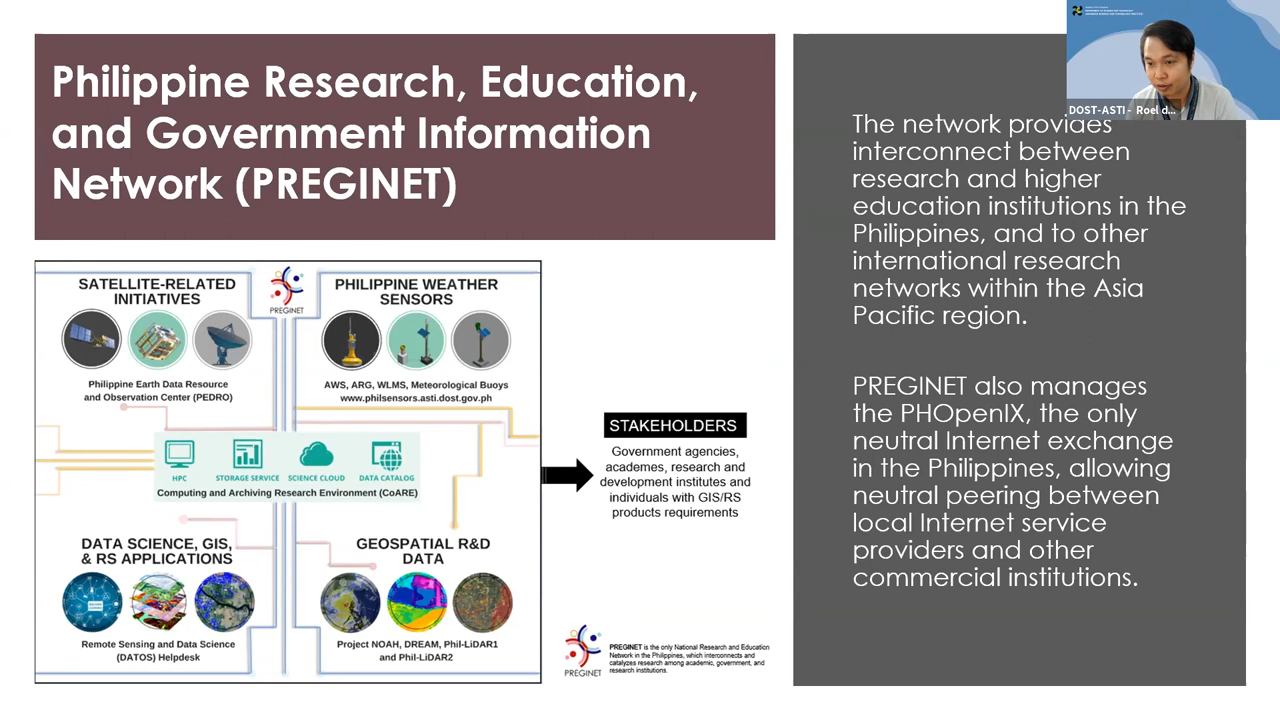 Philippine Research, Education,
and Government Information
Network (PREGINET)
DOST-ASTI - Roel d...
The network provides
interconnect between
research and higher
education institutions in the
Philippines, and to other
international research
networks within the Asia
Pacific region.
PREGINET also manages
the PHOpenIX, the only
neutral Internet exchange
in the Philippines, allowing
neutral peering between
local Internet service
providers and other
commercial institutions.
SATELLITE-RELATED
INITIATIVES
Philippine Earth Data Resource
and Observation Center (PEDRO)
PREGINET
PHILIPPINE WEATHER
SENSORS
AWS, ARG, WLMS, Meteorological Buoys
www.philsensors.asti.dost.gov.ph
HPC
STORAGE SERVICE
SCIENCE CLOUD
DATA CATALOG
Computing and Archiving Research Environment (CoARE)
DATA SCIENCE, GIS,
& RS APPLICATIONS
Remote Sensing and Data Science
(DATOS) Helpdesk
GEOSPATIAL R&D
DATA
Project NOAH, DREAM, Phil-LiDAR1
and Phil-LiDAR2
STAKEHOLDERS
Government agencies,
academes, research and
development institutes and
individuals with GIS/RS
products requirements
PREGINET
PREGINET is the only National Research and Education
Network in the Philippines, which interconnects and
catalyzes research among academic, government, and
research institutions.